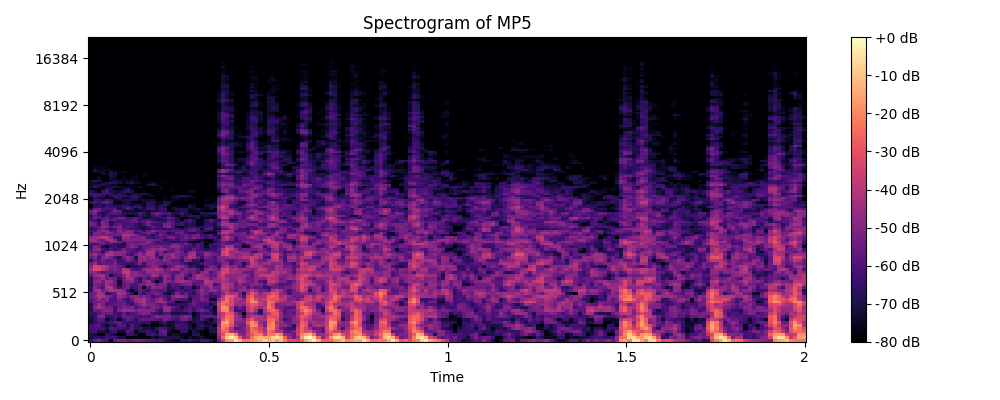 Spectrogram of MP5
Hz
16384
8192
4096
2048
1024
512
0
0 0.5 1 1.5 2
Time
+0 dB
-10 dB
-20 dB
-30 dB
-40 dB
-50 dB
-60 dB
-70 dB
-80 dB